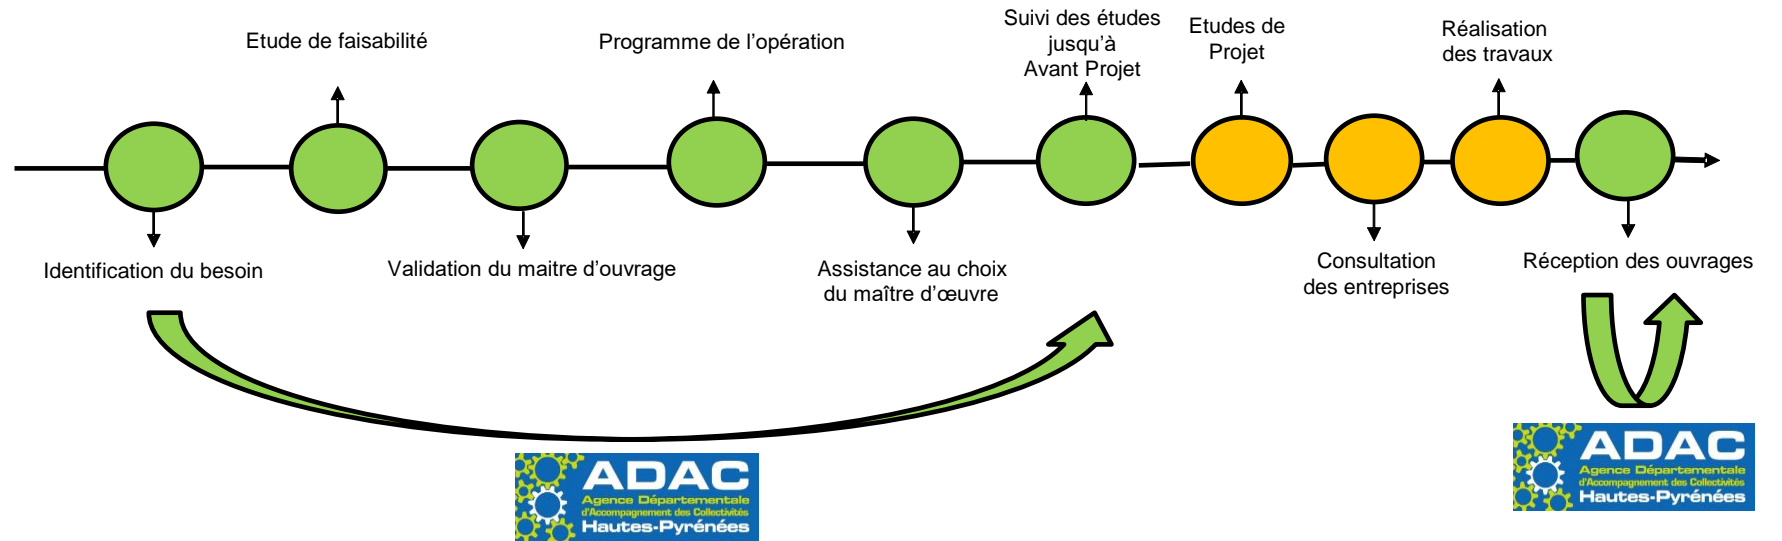 Etude de faisabilité
Programme de l'opération
Suivi des études
jusqu'à
Avant Projet
Etudes de
Projet
Réalisation
des travaux
Identification du besoin
Validation du maitre d'ouvrage
Assistance au choix
du maître d'œuvre
Consultation
des entreprises
Réception des ouvrages
ADAC
Agence Départementale
d'Accompagnement des Collectivités
Hautes-Pyrénées
ADAC
Agence Départementale
d'Accompagnement des Collectivités
Hautes-Pyrénées